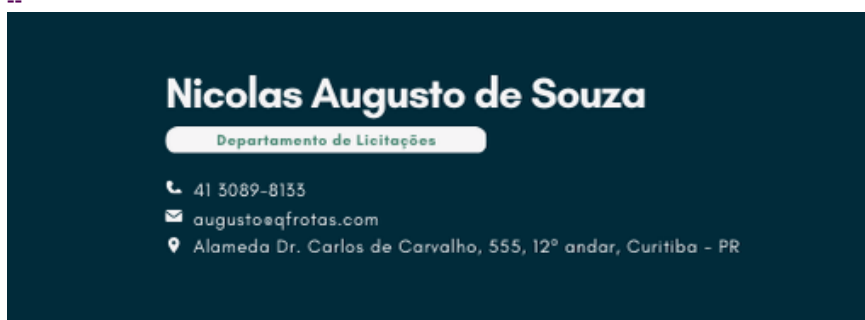 --
Nicolas Augusto de Souza
Departamento de Licitações
41 3089-8133
augusto@qfrotas.com
Alameda Dr. Carlos de Carvalho, 555, 12º andar, Curitiba - PR